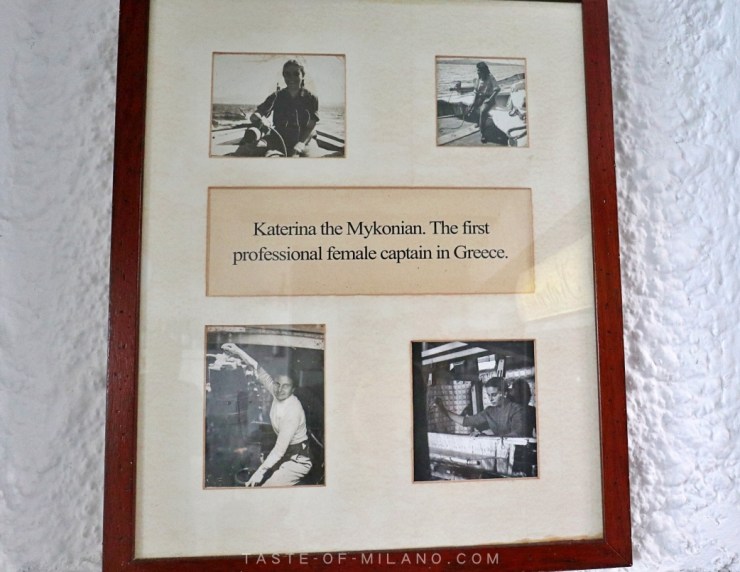 Katerina the Mykonian. The first
professional female captain in Greece.
TASTE-OF-MILANO.COM